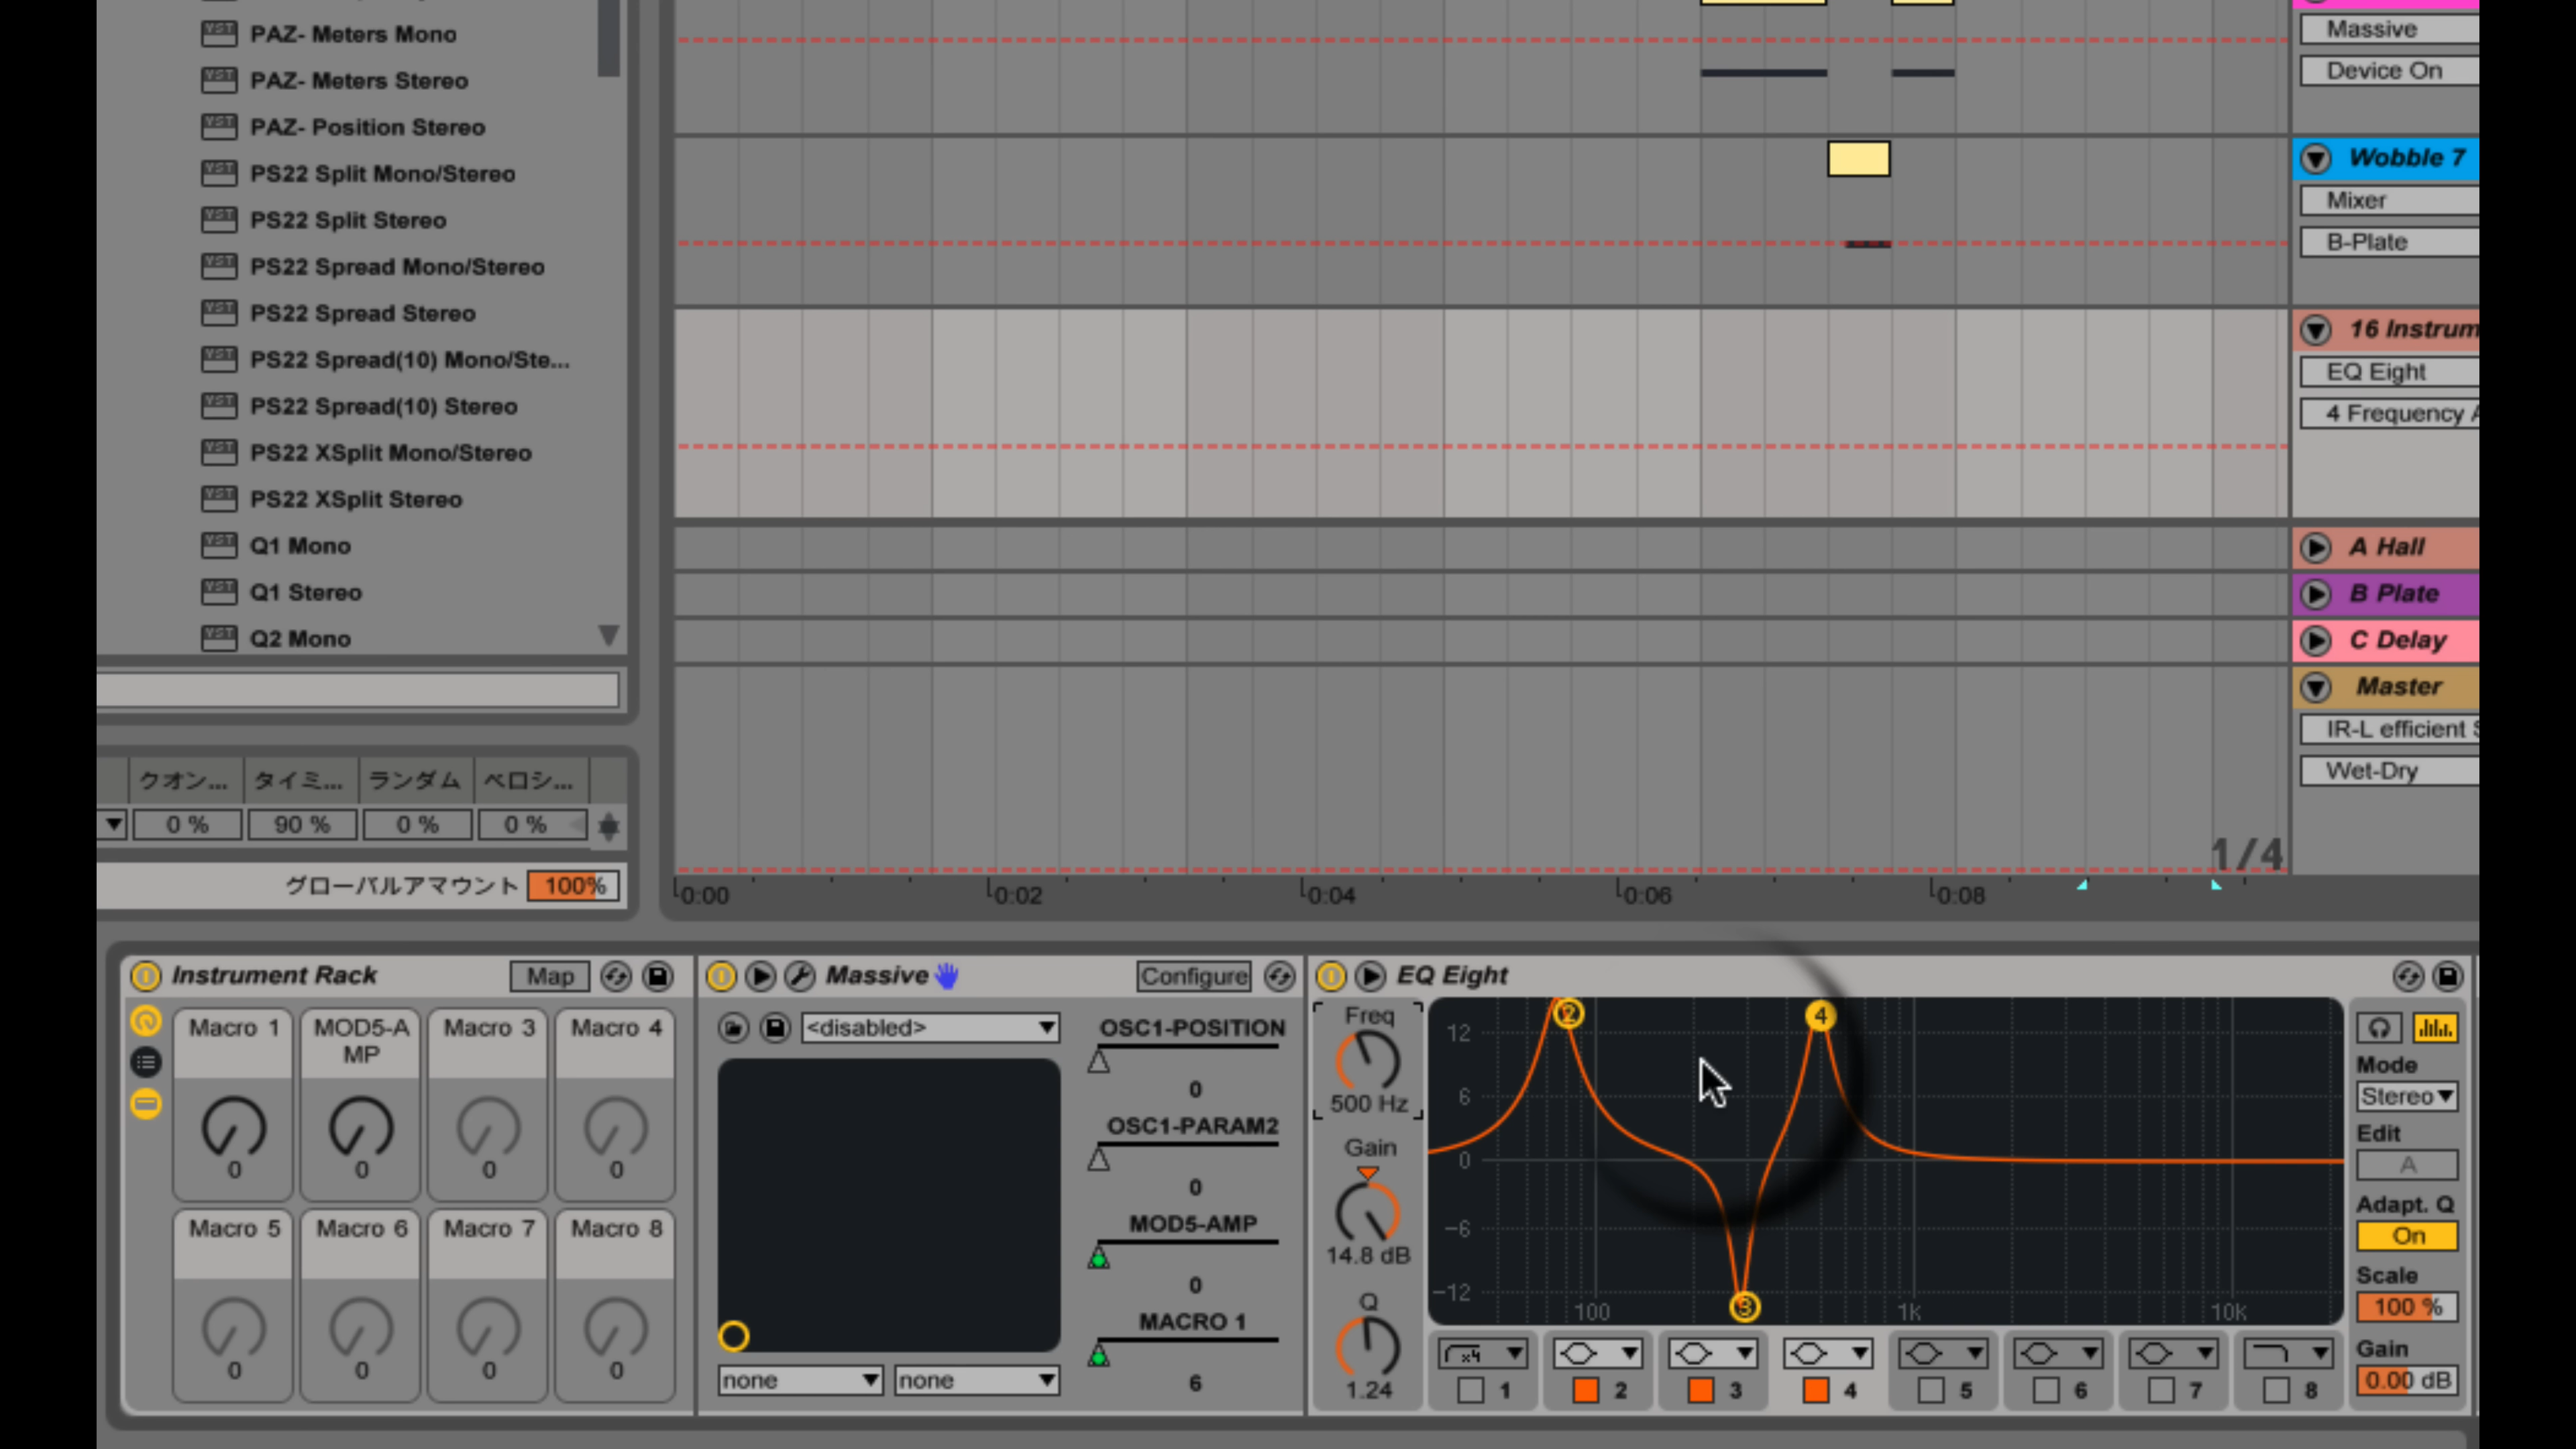 PAZ- Meters Mono
PAZ- Meters Stereo
PAZ- Position Stereo
PS22 Split Mono/Stereo
PS22 Split Stereo
PS22 Spread Mono/Stereo
PS22 Spread Stereo
PS22 Spread(10) Mono/Ste...
PS22 Spread(10) Stereo
PS22 XSplit Mono/Stereo
PS22 XSplit Stereo
Q1 Mono
Q1 Stereo
Q2 Mono
クオン... タイミ... ランダム ベロシ...
0 % 90 % 0 % 0 %
グローバルアマウント 100%
Massive
Device On
Wobble 7
Mixer
B-Plate
16 Instrum
EQ Eight
4 Frequency A
A Hall
B Plate
C Delay
Master
IR-L efficient S
Wet-Dry
1/4
0:00 0:02 0:04 0:06 0:08
Instrument Rack Map
Macro 1 MOD5-A Macro 3 Macro 4
MP
0 0 0 0
Macro 5 Macro 6 Macro 7 Macro 8
0 0 0 0
Massive Configure
<disabled>
none none
OSC1-POSITION
0
OSC1-PARAM2
0
MOD5-AMP
0
MACRO 1
6
EQ Eight
Freq
500 Hz
Gain
14.8 dB
Q
1.24
12
6
0
-6
-12
2 4
3
100 1k 10k
x4
1 2 3 4 5 6 7 8
Mode
Stereo
Edit
A
Adapt. Q
On
Scale
100 %
Gain
0.00 dB